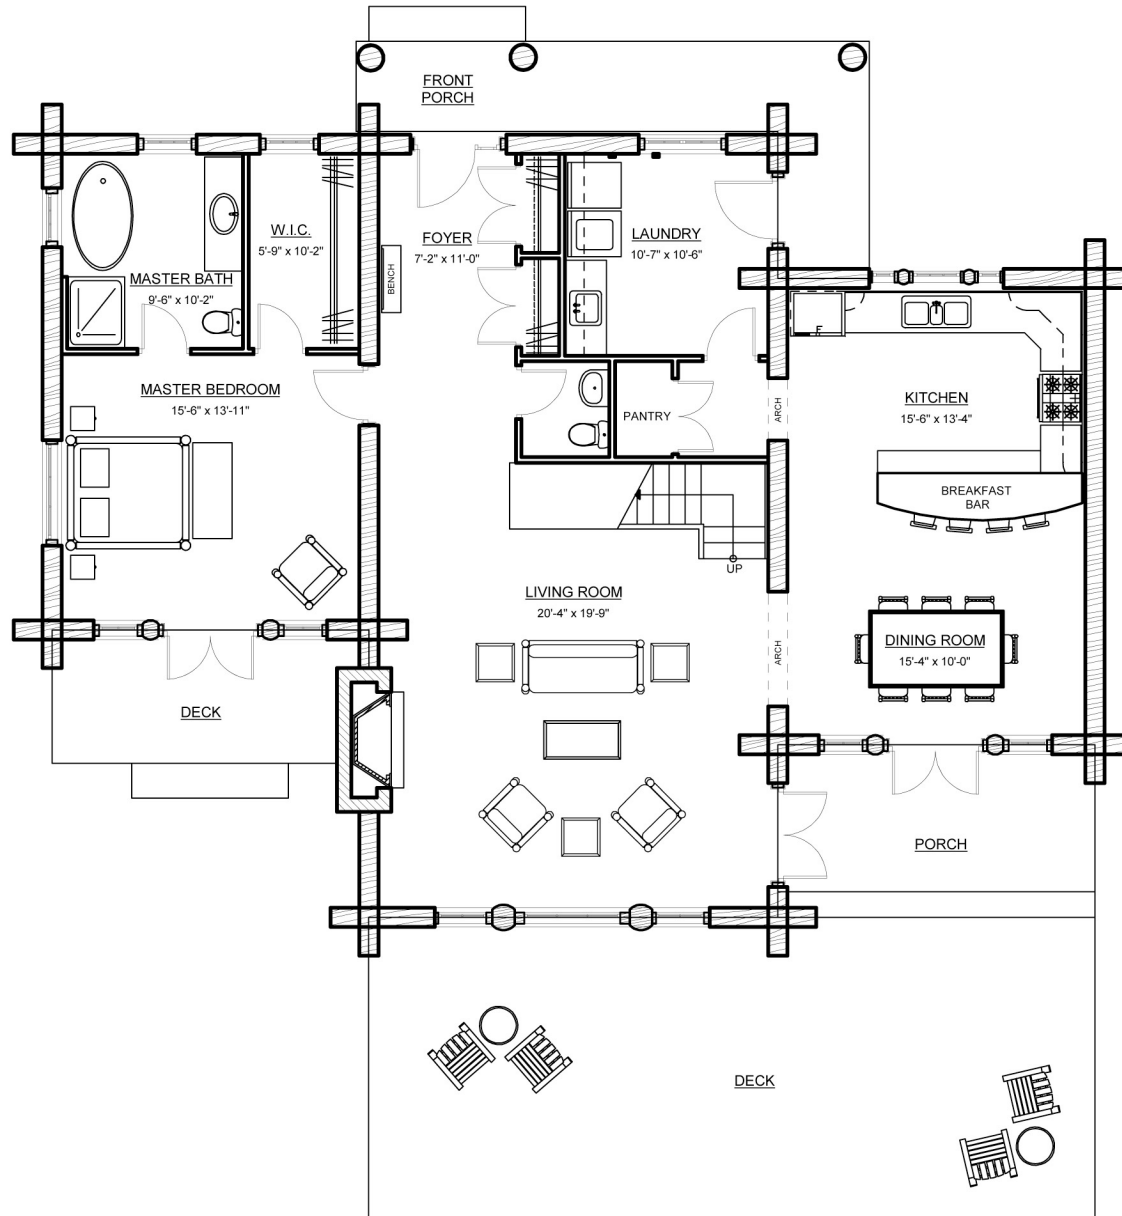 FRONT
PORCH
W.I.C.
5'-9" x 10'-2"
FOYER
7'-2" x 11'-0"
LAUNDRY
10'-7" x 10'-6"
BENCH
MASTER BATH
9'-6" x 10'-2"
F
MASTER BEDROOM
15'-6" x 13'-11"
KITCHEN
15'-6" x 13'-4"
PANTRY
ARCH
BREAKFAST
BAR
UP
LIVING ROOM
20'-4" x 19'-9"
ARCH
DINING ROOM
15'-4" x 10'-0"
DECK
PORCH
DECK